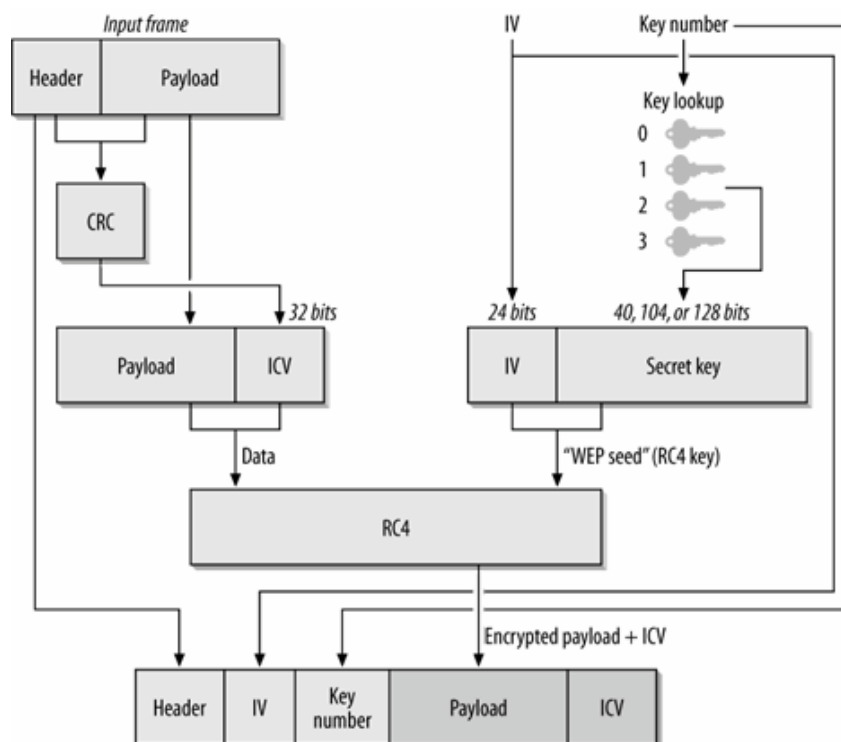 Input frame
IV
Key number
Header
Payload
Key lookup
0
1
2
3
CRC
32 bits
24 bits
40, 104, or 128 bits
Payload
ICV
IV
Secret key
Data
“WEP seed” (RC4 key)
RC4
Encrypted payload + ICV
Header
IV
Key
number
Payload
ICV